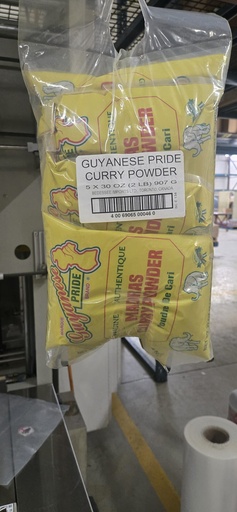 GUYANESE PRIDE
CURRY POWDER
5 X 30 OZ (2 LB) 907 G
4 00 69065 00046 0
Guyanese
PRIDE
AUTHENTIQUE
MADRAS
CURRY POWDER
Poudre De Cari